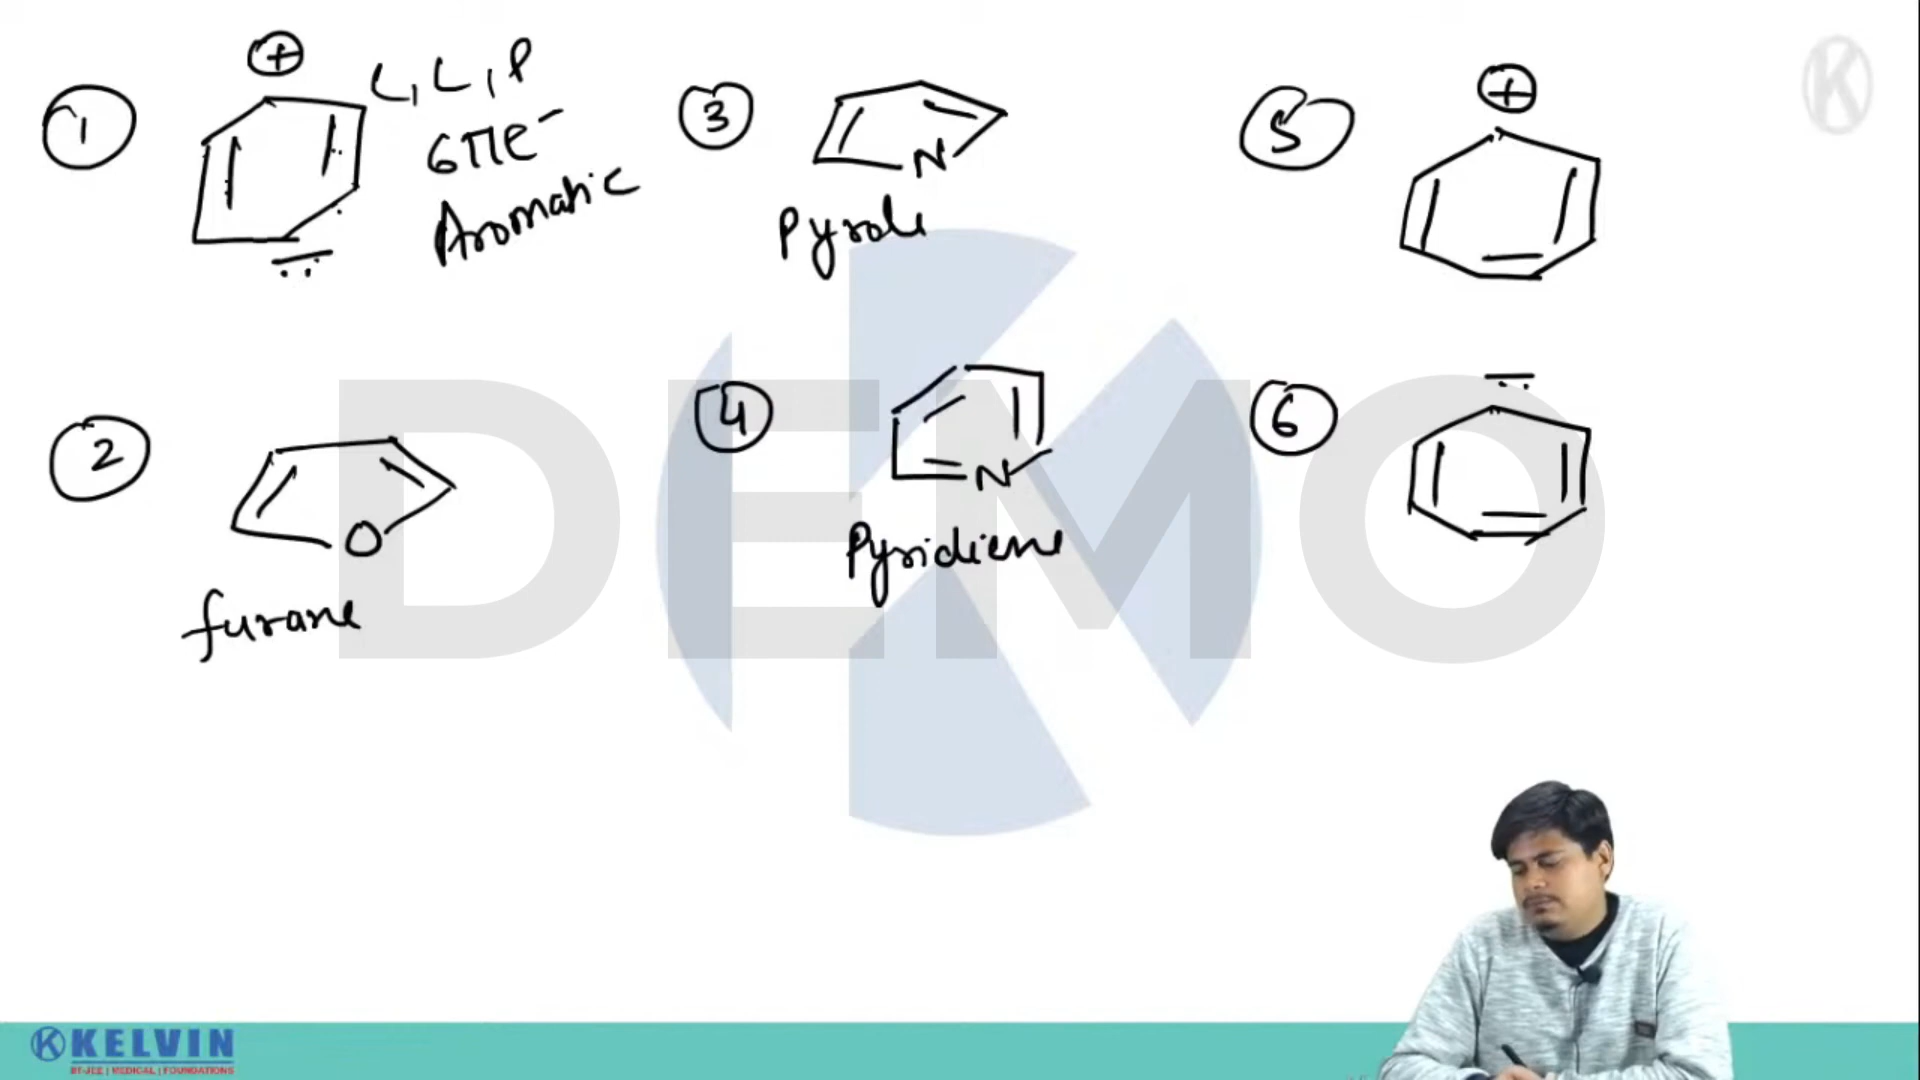 1
+
C, C, P
6πe⁻
Aromatic
2
O
furane
3
N
Pyrole
4
N
Pyridiene
5
+
6
DEMO
K
KELVIN
IIT-JEE | MEDICAL | FOUNDATIONS